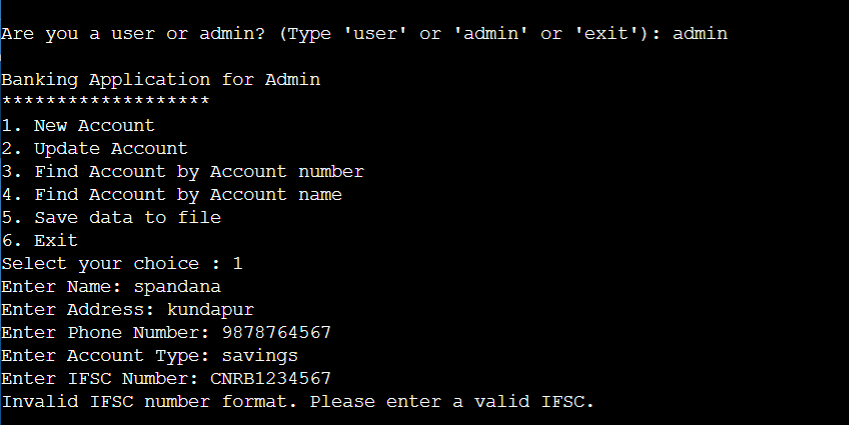 Are you a user or admin? (Type 'user' or 'admin' or 'exit'): admin
Banking Application for Admin
*******************
1. New Account
2. Update Account
3. Find Account by Account number
4. Find Account by Account name
5. Save data to file
6. Exit
Select your choice : 1
Enter Name: spandana
Enter Address: kundapur
Enter Phone Number: 9878764567
Enter Account Type: savings
Enter IFSC Number: CNRB1234567
Invalid IFSC number format. Please enter a valid IFSC.